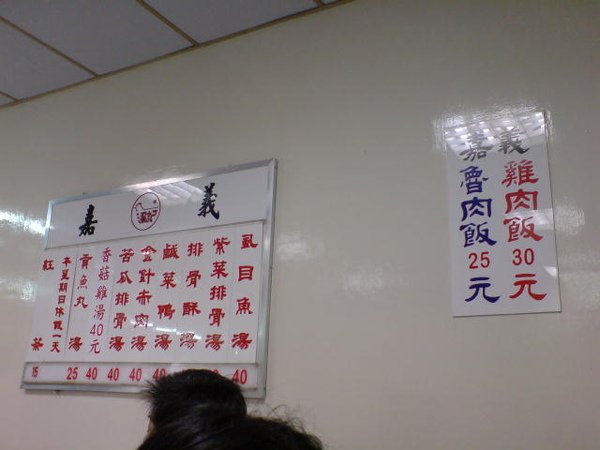 嘉義
虱目魚湯 40
紫菜排骨湯
排骨酥湯
鹹菜鴨湯 40
金針赤肉湯 40
苦瓜排骨湯 40
香菇雞湯40元 40
貢魚丸湯 25
每星期日休假一天
紅茶 15
嘉義
雞肉飯30元
魯肉飯25元